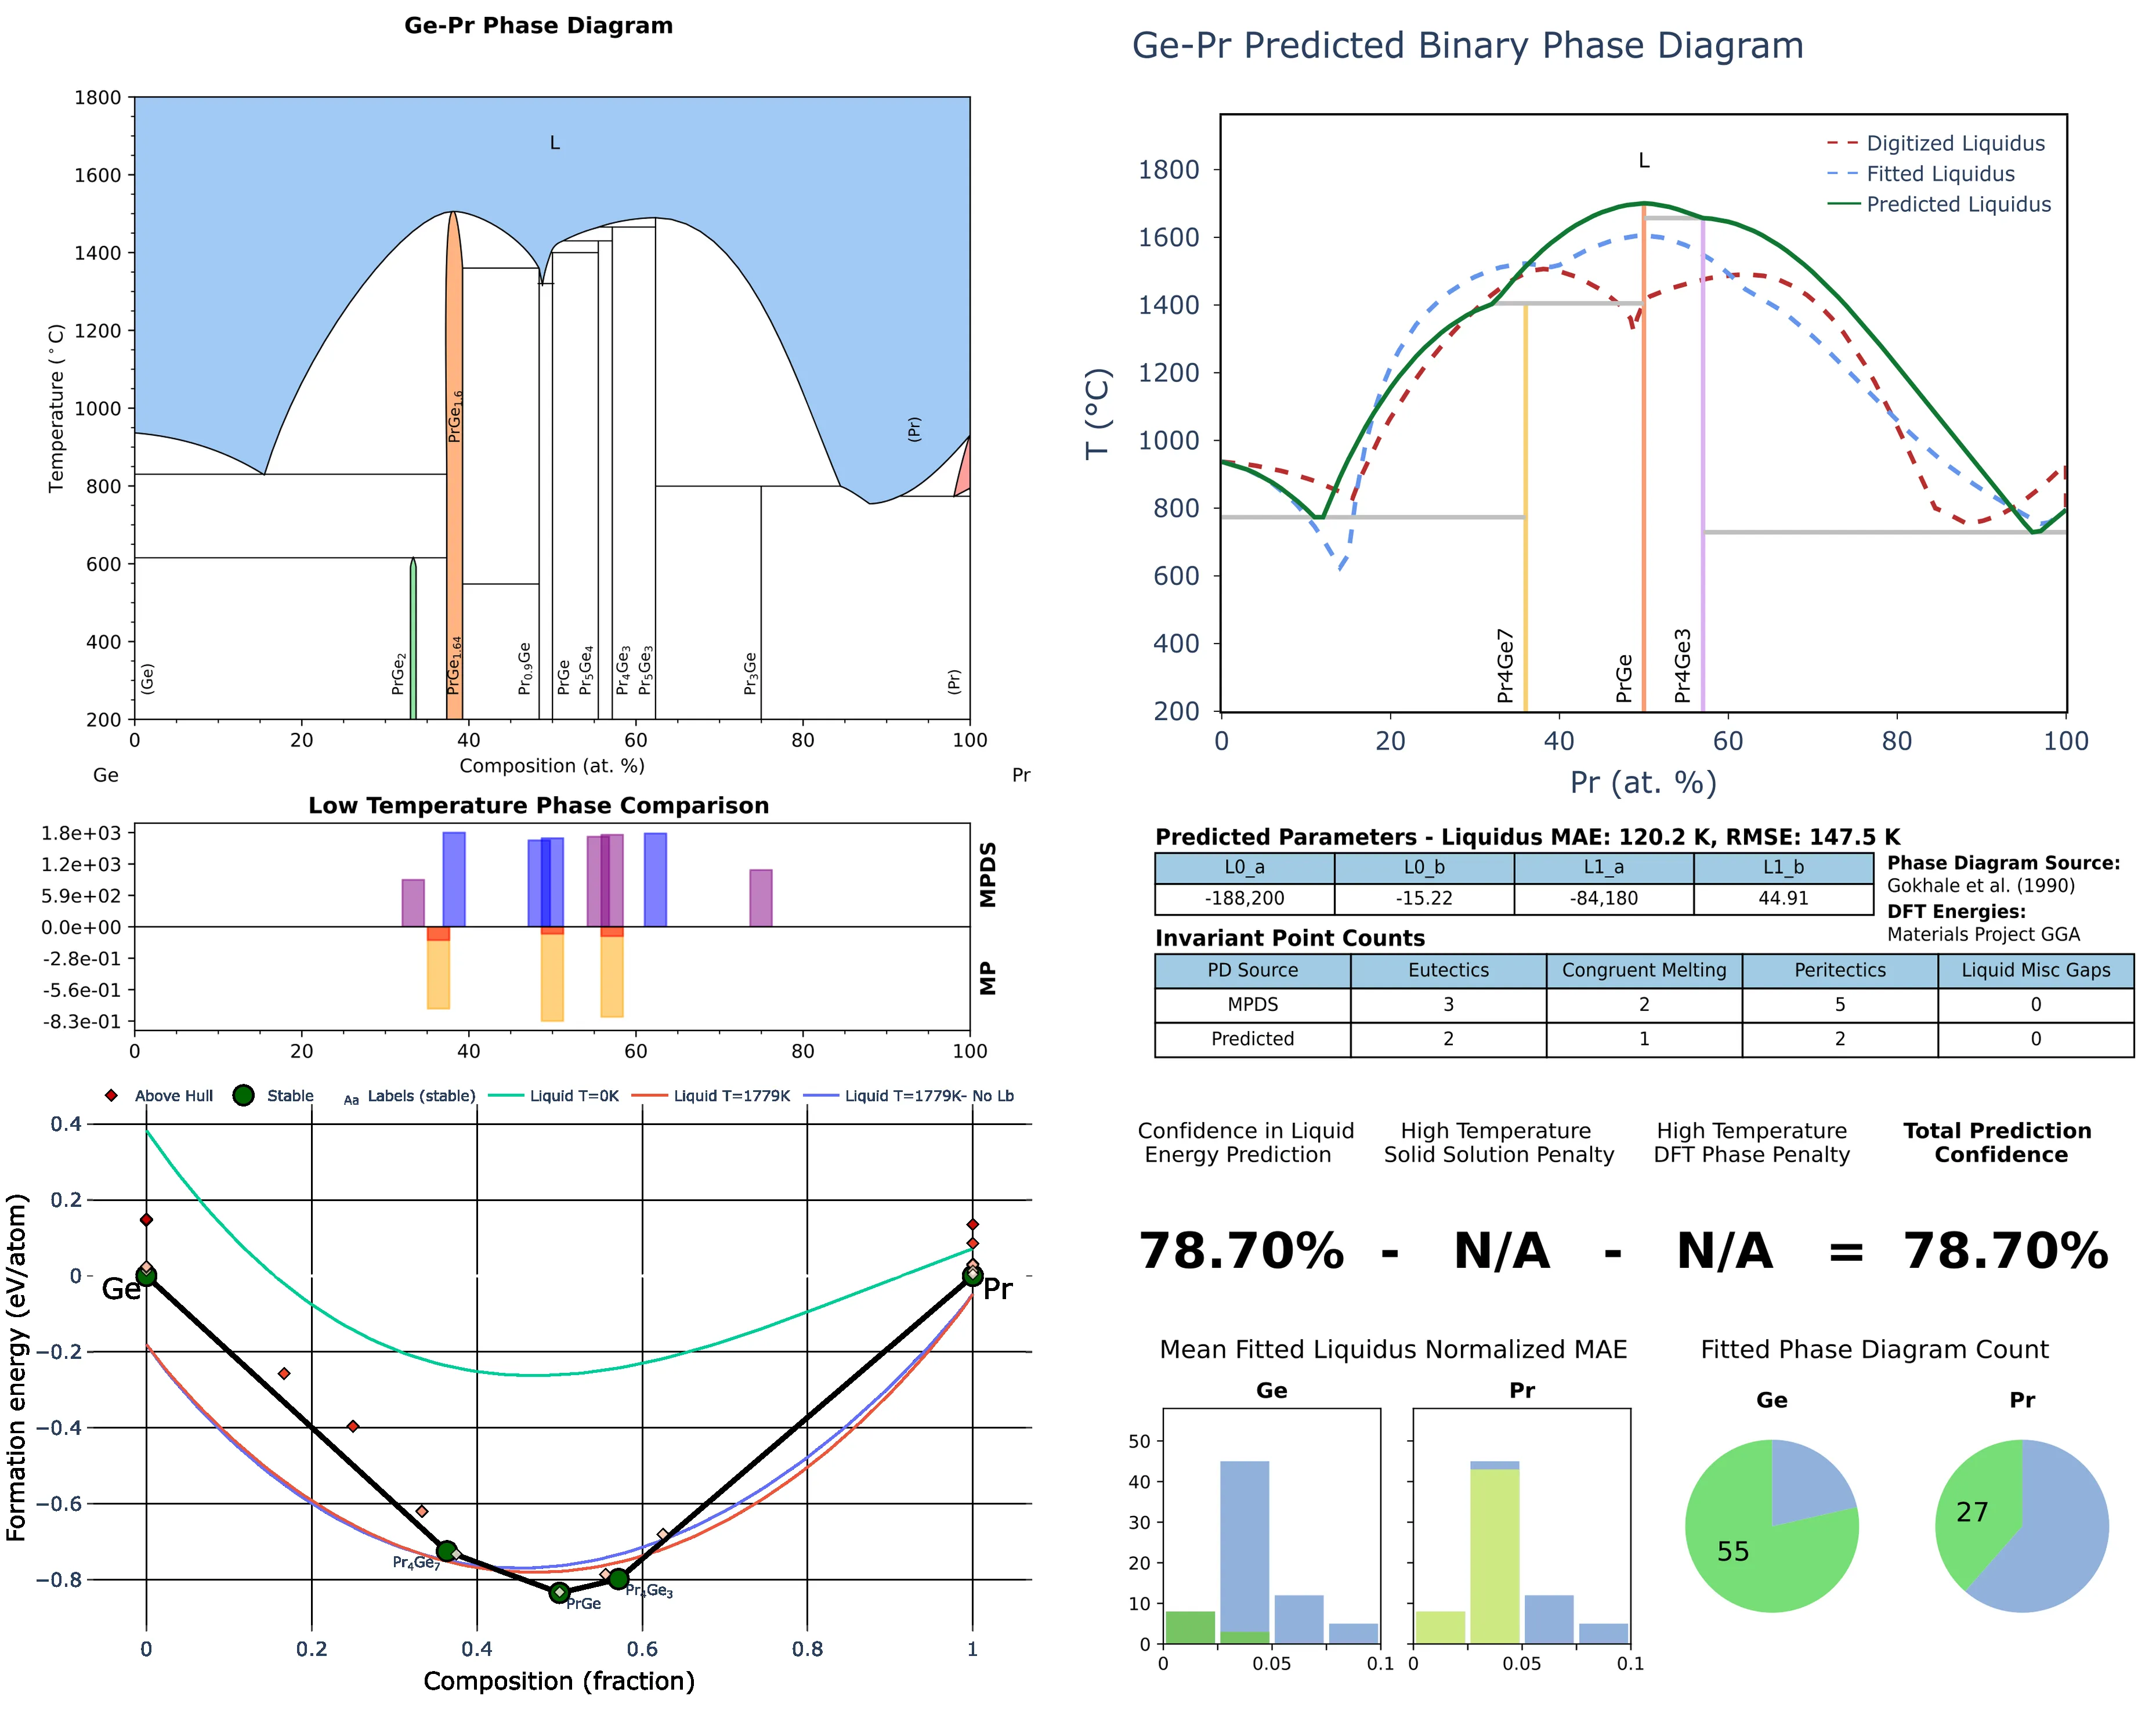 Ge-Pr Phase Diagram
1800
1600
1400
1200
1000
800
600
400
200
Temperature (°C)
L
PrGe1.6
(Pr)
(Ge)
PrGe2
PrGe1.64
Pr0.9Ge
PrGe
Pr5Ge4
Pr4Ge3
Pr5Ge3
Pr3Ge
(Pr)
0 20 40 60 80 100
Composition (at. %)
Ge Pr
Ge-Pr Predicted Binary Phase Diagram
1800
1600
1400
1200
1000
800
600
400
200
T (°C)
L
Digitized Liquidus
Fitted Liquidus
Predicted Liquidus
Pr4Ge7
PrGe
Pr4Ge3
0 20 40 60 80 100
Pr (at. %)
Low Temperature Phase Comparison
1.8e+03
1.2e+03
5.9e+02
0.0e+00
-2.8e-01
-5.6e-01
-8.3e-01
MPDS
MP
0 20 40 60 80 100
Predicted Parameters - Liquidus MAE: 120.2 K, RMSE: 147.5 K
L0_a L0_b L1_a L1_b
-188,200 -15.22 -84,180 44.91
Phase Diagram Source:
Gokhale et al. (1990)
DFT Energies:
Materials Project GGA
Invariant Point Counts
PD Source Eutectics Congruent Melting Peritectics Liquid Misc Gaps
MPDS 3 2 5 0
Predicted 2 1 2 0
Above Hull Stable Aa Labels (stable) Liquid T=0K Liquid T=1779K Liquid T=1779K- No Lb
0.4
0.2
0
−0.2
−0.4
−0.6
−0.8
Formation energy (eV/atom)
Ge
Pr
Pr4Ge7
PrGe
Pr4Ge3
0 0.2 0.4 0.6 0.8 1
Composition (fraction)
Confidence in Liquid
Energy Prediction
High Temperature
Solid Solution Penalty
High Temperature
DFT Phase Penalty
Total Prediction
Confidence
78.70% - N/A - N/A = 78.70%
Mean Fitted Liquidus Normalized MAE
Ge Pr
50
40
30
20
10
0
0 0.05 0.1
0 0.05 0.1
Fitted Phase Diagram Count
Ge Pr
55
27